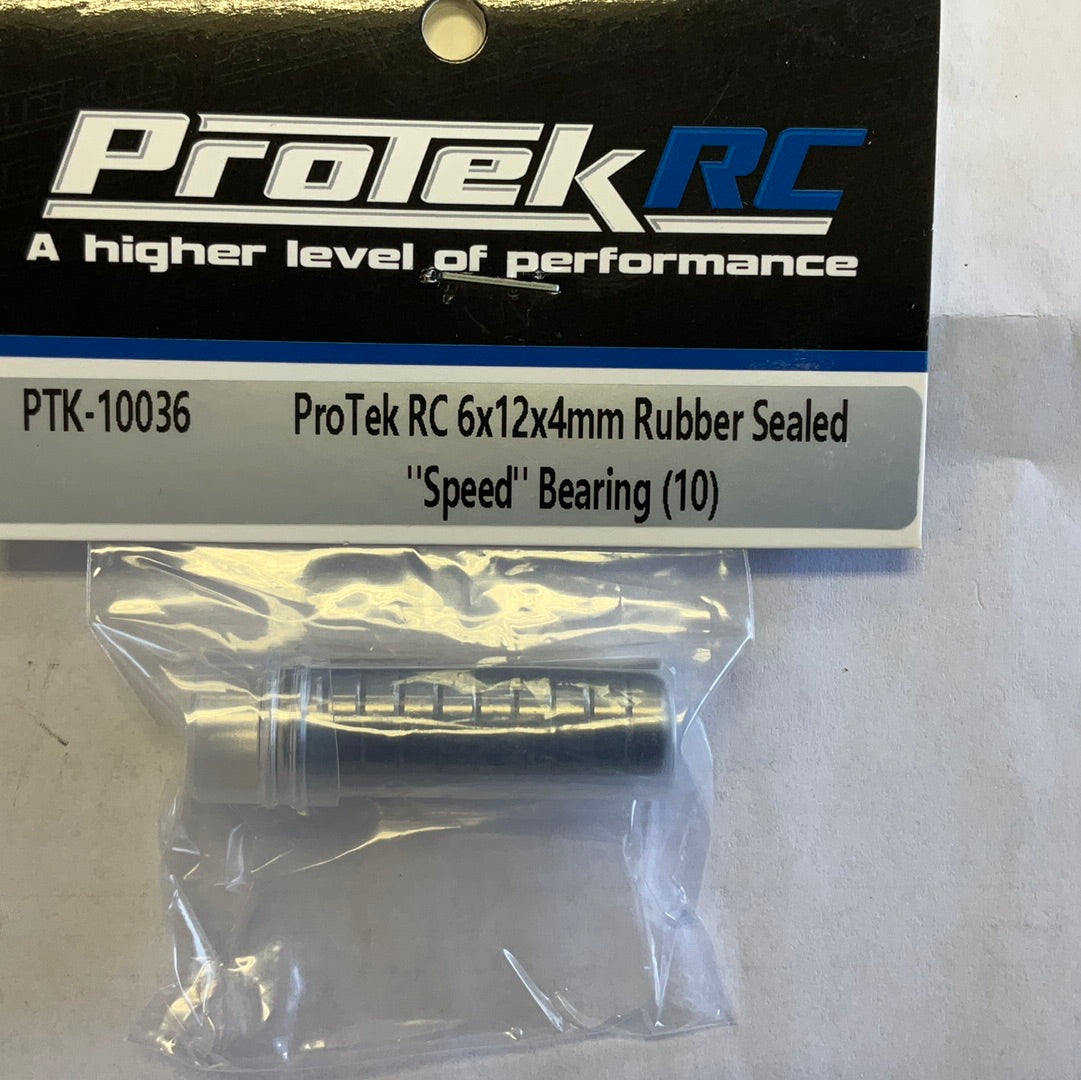 ProTek RC
A higher level of performance
PTK-10036 ProTek RC 6x12x4mm Rubber Sealed
"Speed" Bearing (10)